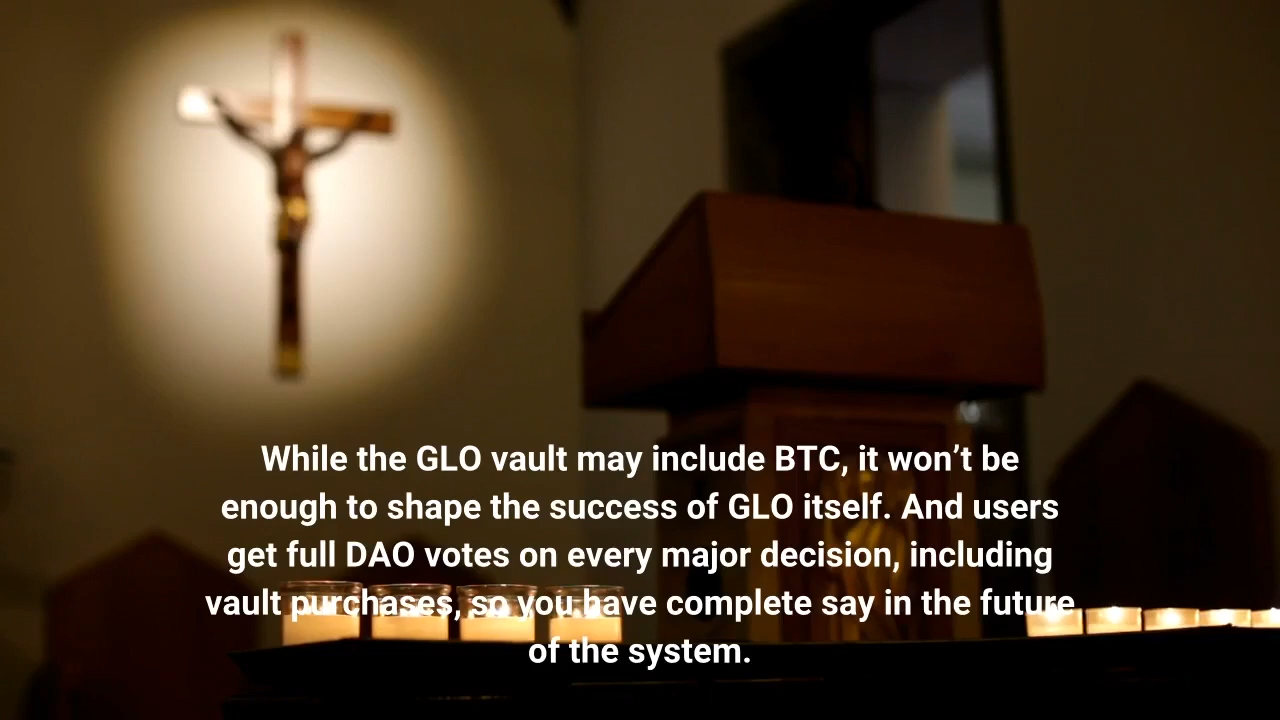 While the GLO vault may include BTC, it won’t be
enough to shape the success of GLO itself. And users
get full DAO votes on every major decision, including
vault purchases, so you have complete say in the future
of the system.